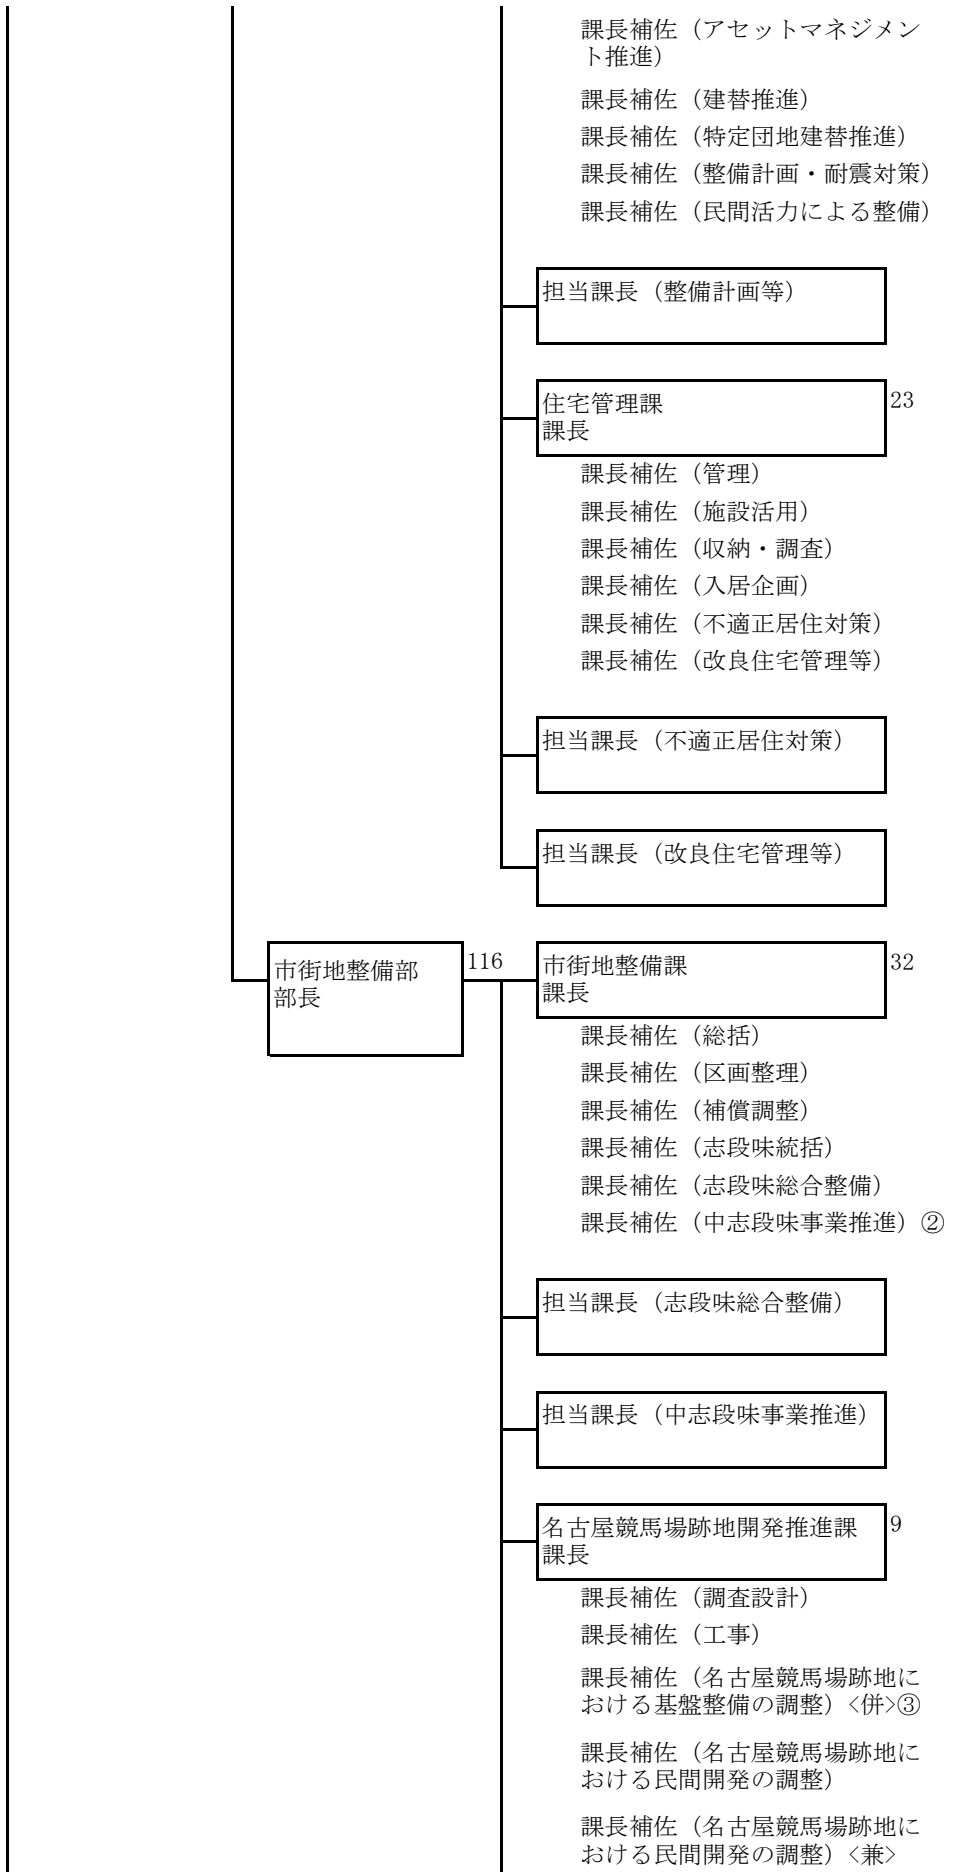 課長補佐（アセットマネジメン
ト推進）
課長補佐（建替推進）
課長補佐（特定団地建替推進）
課長補佐（整備計画・耐震対策）
課長補佐（民間活力による整備）
担当課長（整備計画等）
住宅管理課
課長
23
課長補佐（管理）
課長補佐（施設活用）
課長補佐（収納・調査）
課長補佐（入居企画）
課長補佐（不適正居住対策）
課長補佐（改良住宅管理等）
担当課長（不適正居住対策）
担当課長（改良住宅管理等）
市街地整備部
部長
116
市街地整備課
課長
32
課長補佐（総括）
課長補佐（区画整理）
課長補佐（補償調整）
課長補佐（志段味統括）
課長補佐（志段味総合整備）
課長補佐（中志段味事業推進）②
担当課長（志段味総合整備）
担当課長（中志段味事業推進）
名古屋競馬場跡地開発推進課
課長
9
課長補佐（調査設計）
課長補佐（工事）
課長補佐（名古屋競馬場跡地に
おける基盤整備の調整）<併>③
課長補佐（名古屋競馬場跡地に
おける民間開発の調整）
課長補佐（名古屋競馬場跡地に
おける民間開発の調整）<兼>